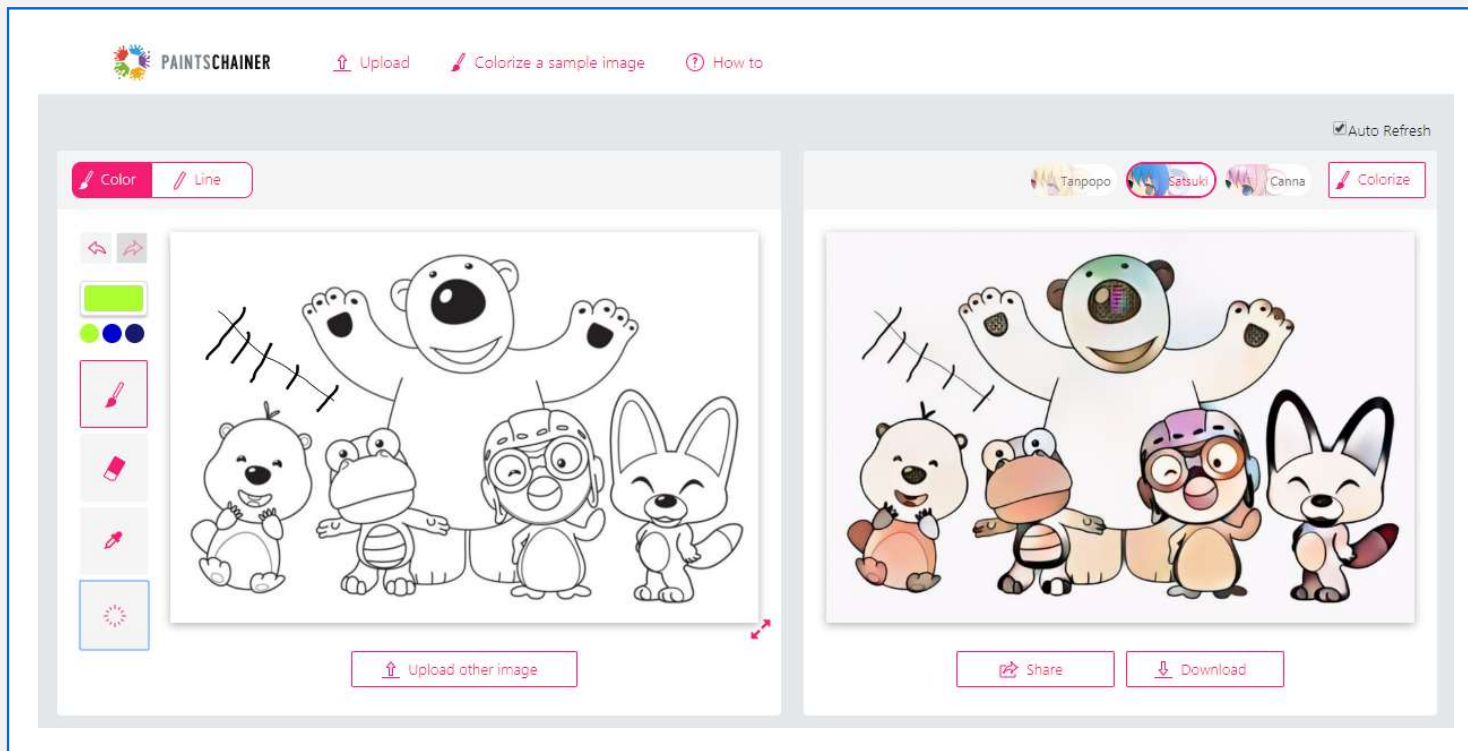 PAINTSCHAINER Upload Colorize a sample image ? How to
Auto Refresh
Color Line
Tanpopo Satsuki Canna Colorize
Upload other image
Share Download